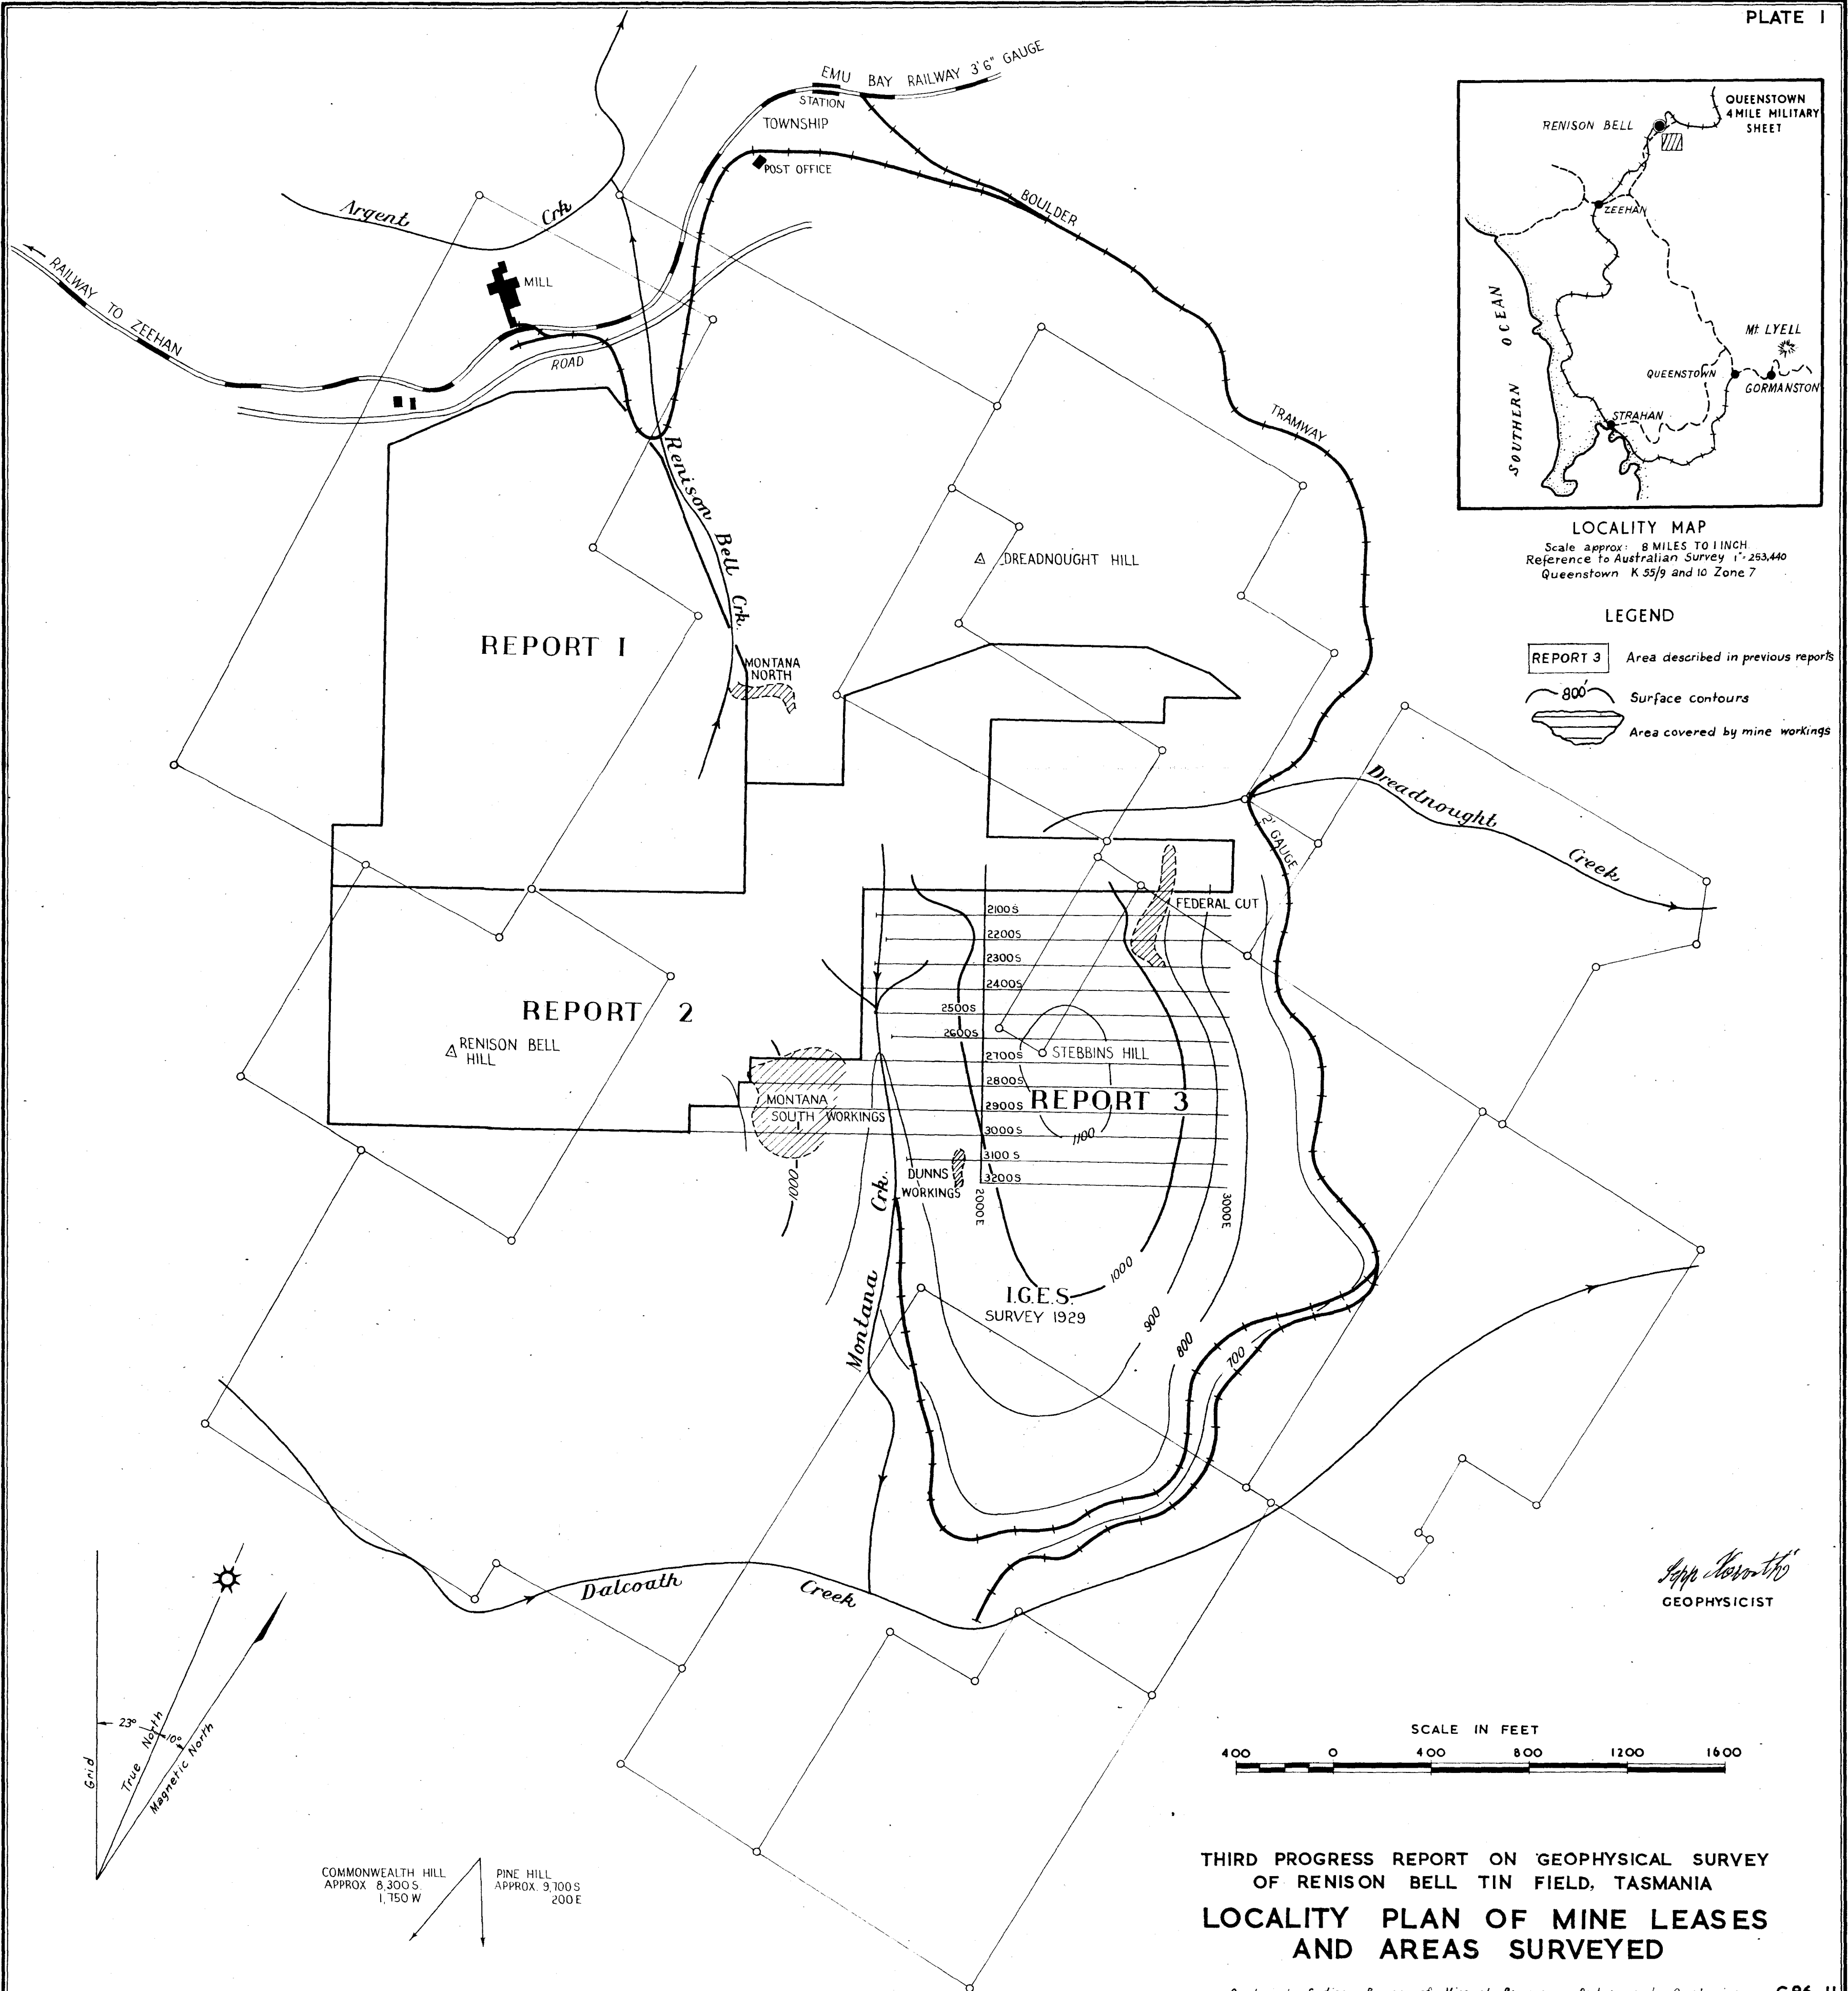 PLATE 1
EMU BAY RAILWAY 3'6" GAUGE
STATION
TOWNSHIP
POST OFFICE
Argent Crk
MILL
RAILWAY TO ZEEHAN
ROAD
BOULDER
TRAMWAY
2' GAUGE
Renison Bell Crk.
DREADNOUGHT HILL
REPORT 1
MONTANA
NORTH
Dreadnought Creek
FEDERAL CUT
2100S
2200S
2300S
2400S
2500S
2600S
2700S
2800S
2900S
3000S
3100S
3200S
2000E
3000E
REPORT 2
RENISON BELL
HILL
STEBBINS HILL
REPORT 3
MONTANA
SOUTH WORKINGS
1100
1000
DUNNS
WORKINGS
Montana Crk.
I.G.E.S.
SURVEY 1929
1000
900
800
700
Dalcoath Creek
QUEENSTOWN
4 MILE MILITARY
SHEET
RENISON BELL
ZEEHAN
SOUTHERN OCEAN
Mt LYELL
QUEENSTOWN
GORMANSTON
STRAHAN
LOCALITY MAP
Scale approx: 8 MILES TO 1 INCH
Reference to Australian Survey 1"=253,440
Queenstown K 55/9 and 10 Zone 7
LEGEND
REPORT 3 Area described in previous reports
800' Surface contours
Area covered by mine workings
GEOPHYSICIST
Grid
23°
True North
10°
Magnetic North
COMMONWEALTH HILL
APPROX 8,300 S.
1,750 W
PINE HILL
APPROX. 9,700 S
200 E
SCALE IN FEET
400 0 400 800 1200 1600
THIRD PROGRESS REPORT ON GEOPHYSICAL SURVEY
OF RENISON BELL TIN FIELD, TASMANIA
LOCALITY PLAN OF MINE LEASES
AND AREAS SURVEYED